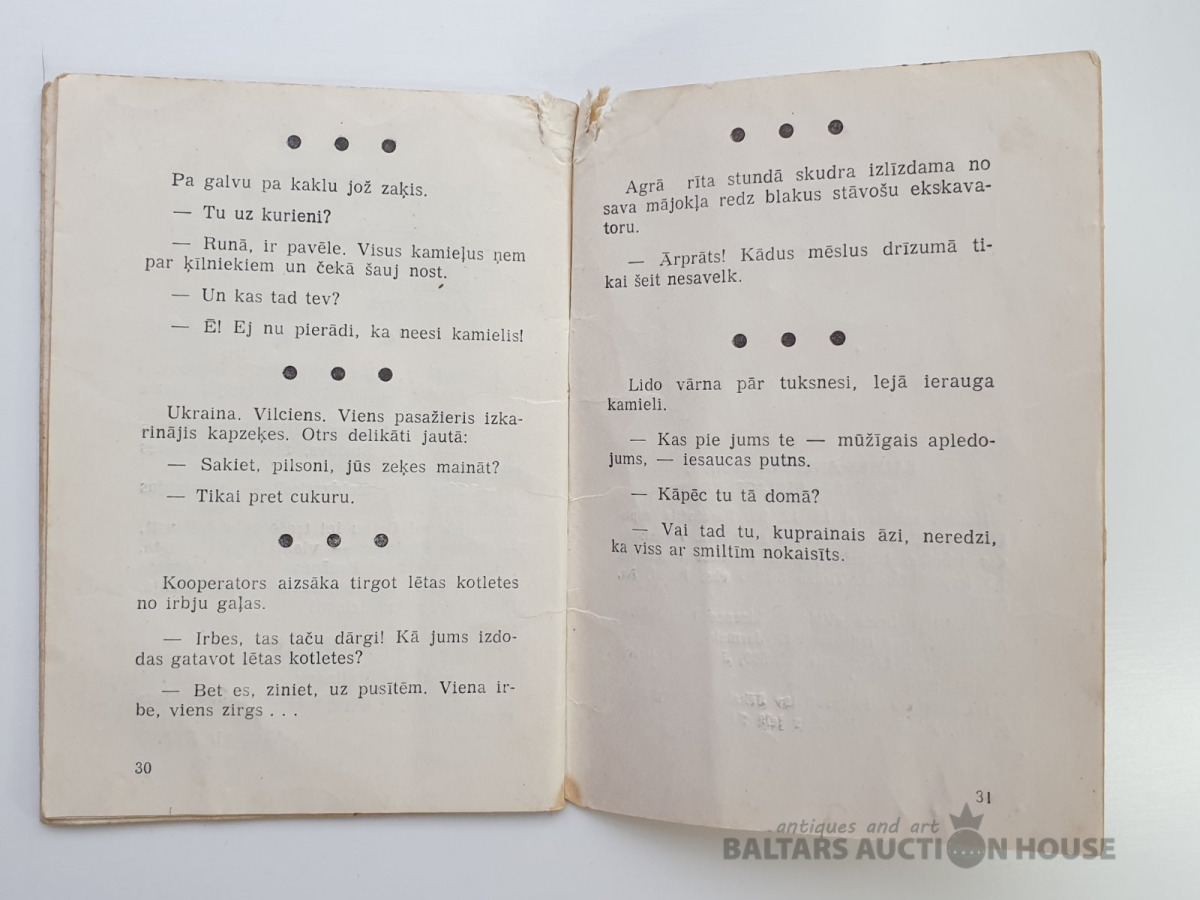 ● ● ●
Pa galvu pa kaklu jož zaķis.
— Tu uz kurieni?
— Runā, ir pavēle. Visus kamieļus ņem
par ķīlniekiem un čekā šauj nost.
— Un kas tad tev?
— Ē! Ej nu pierādi, ka neesi kamielis!
● ● ●
Ukraina. Vilciens. Viens pasažieris izka-
rinājis kapzeķes. Otrs delikāti jautā:
— Sakiet, pilsoni, jūs zeķes maināt?
— Tikai pret cukuru.
● ● ●
Kooperators aizsāka tirgot lētas kotletes
no irbju gaļas.
— Irbes, tas taču dārgi! Kā jums izdo-
das gatavot lētas kotletes?
— Bet es, ziniet, uz pusītēm. Viena ir-
be, viens zirgs . . .
30
● ● ●
Agrā rīta stundā skudra izlīzdama no
sava mājokļa redz blakus stāvošu ekskava-
toru.
— Ārprāts! Kādus mēslus drīzumā ti-
kai šeit nesavelk.
● ● ●
Lido vārna pār tuksnesi, lejā ierauga
kamieli.
— Kas pie jums te — mūžīgais apledo-
jums, — iesaucas putns.
— Kāpēc tu tā domā?
— Vai tad tu, kuprainais āzi, neredzi,
ka viss ar smiltīm nokaisīts.
31
antiques and art
BALTARS AUCTION HOUSE